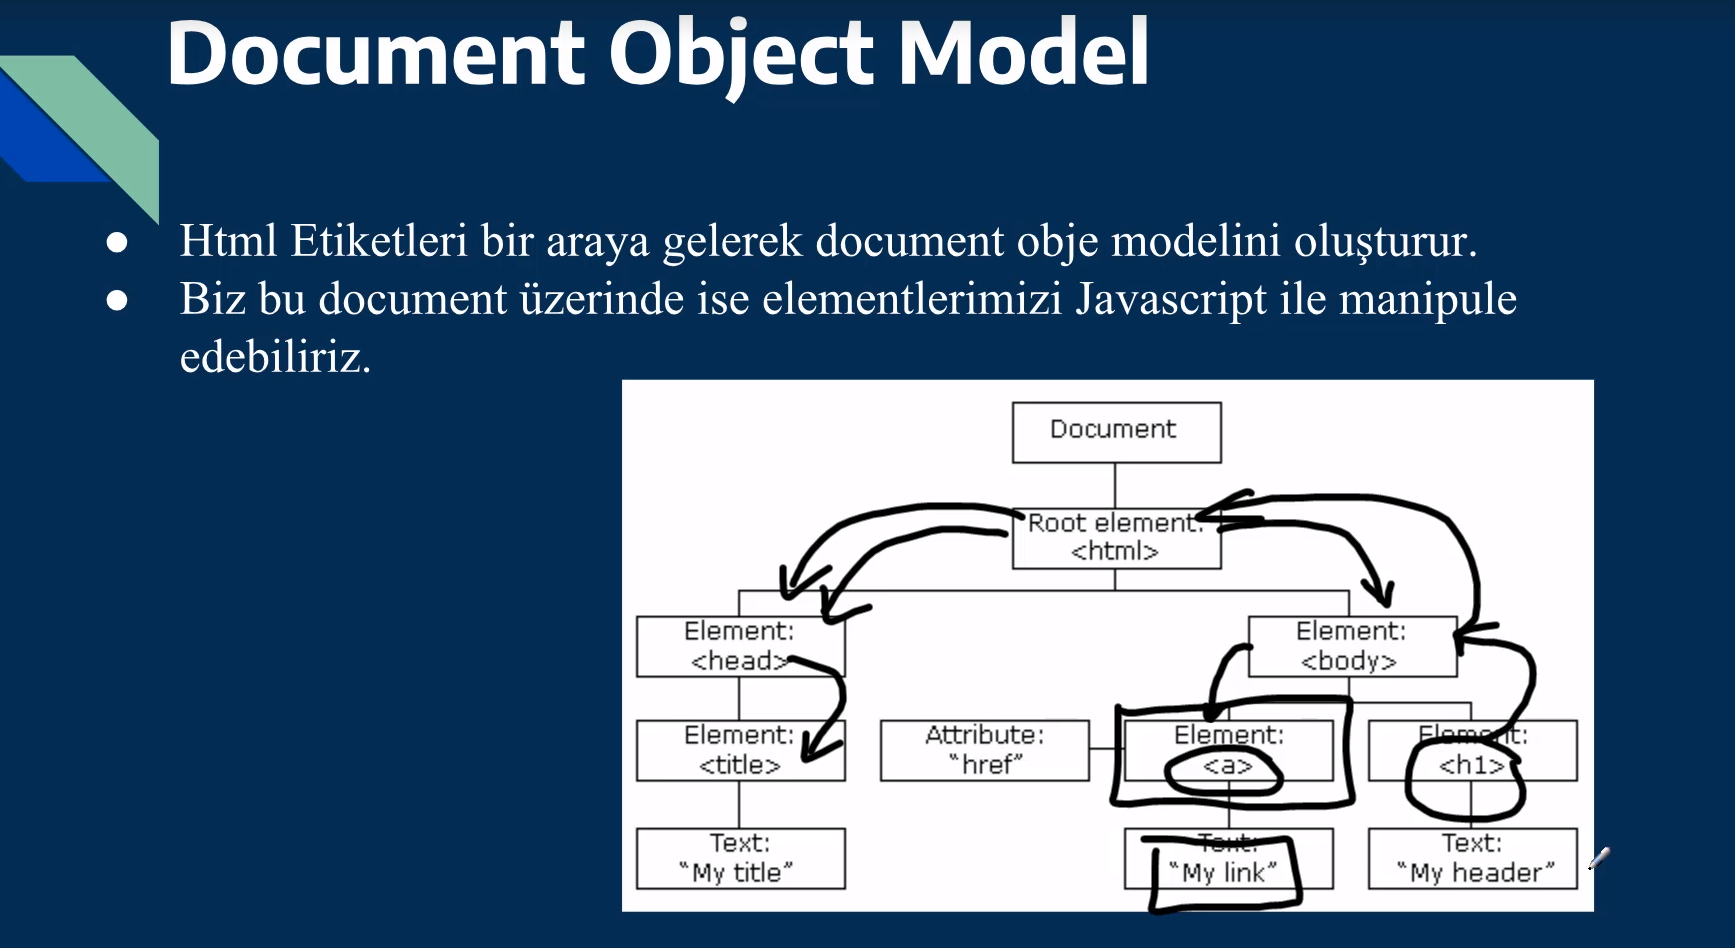 Document Object Model
● Html Etiketleri bir araya gelerek document obje modelini oluşturur.
● Biz bu document üzerinde ise elementlerimizi Javascript ile manipule
edebiliriz.
Document
Root element:
<html>
Element:
<head>
Element:
<body>
Element:
<title>
Attribute:
“href”
Element:
<a>
Element:
<h1>
Text:
“My title”
Text:
“My link”
Text:
“My header”